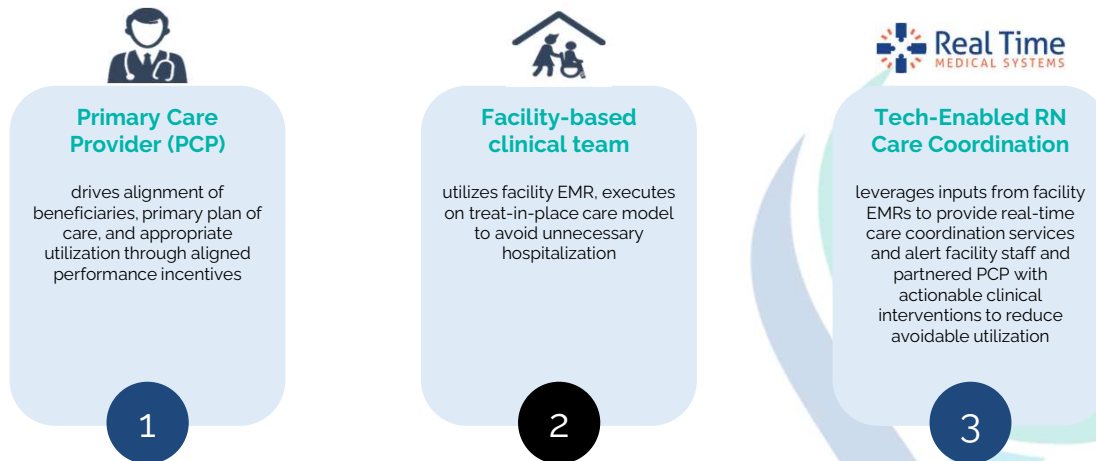 Real Time
MEDICAL SYSTEMS
Primary Care
Provider (PCP)
drives alignment of
beneficiaries, primary plan of
care, and appropriate
utilization through aligned
performance incentives
1
Facility-based
clinical team
utilizes facility EMR, executes
on treat-in-place care model
to avoid unnecessary
hospitalization
2
Tech-Enabled RN
Care Coordination
leverages inputs from facility
EMRs to provide real-time
care coordination services
and alert facility staff and
partnered PCP with
actionable clinical
interventions to reduce
avoidable utilization
3